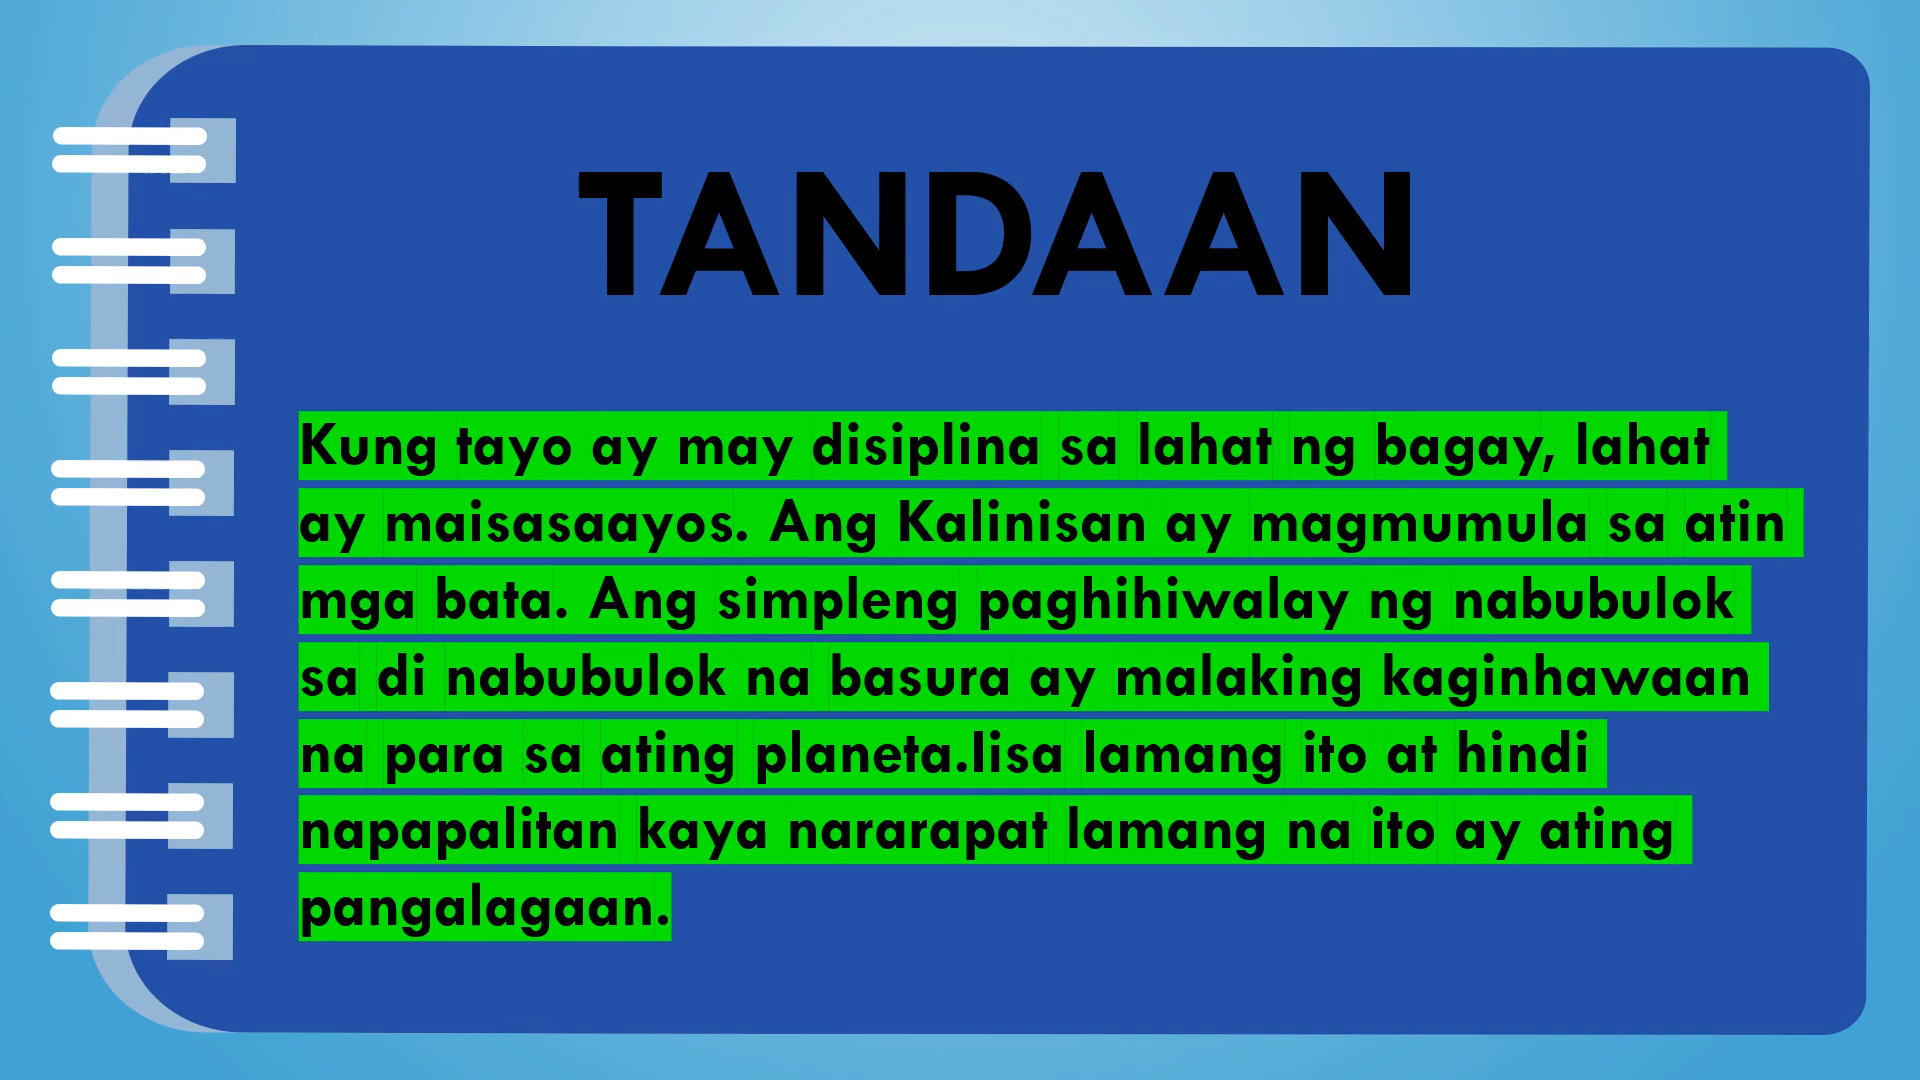 TANDAAN
Kung tayo ay may disiplina sa lahat ng bagay, lahat
ay maisasaayos. Ang Kalinisan ay magmumula sa atin
mga bata. Ang simpleng paghihiwalay ng nabubulok
sa di nabubulok na basura ay malaking kaginhawaan
na para sa ating planeta.Iisa lamang ito at hindi
napapalitan kaya nararapat lamang na ito ay ating
pangalagaan.